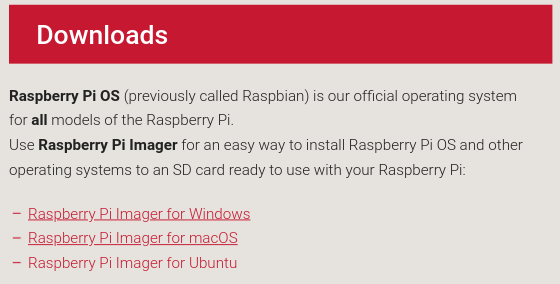 Downloads
Raspberry Pi OS (previously called Raspbian) is our official operating system
for all models of the Raspberry Pi.
Use Raspberry Pi Imager for an easy way to install Raspberry Pi OS and other
operating systems to an SD card ready to use with your Raspberry Pi:
– Raspberry Pi Imager for Windows
– Raspberry Pi Imager for macOS
– Raspberry Pi Imager for Ubuntu